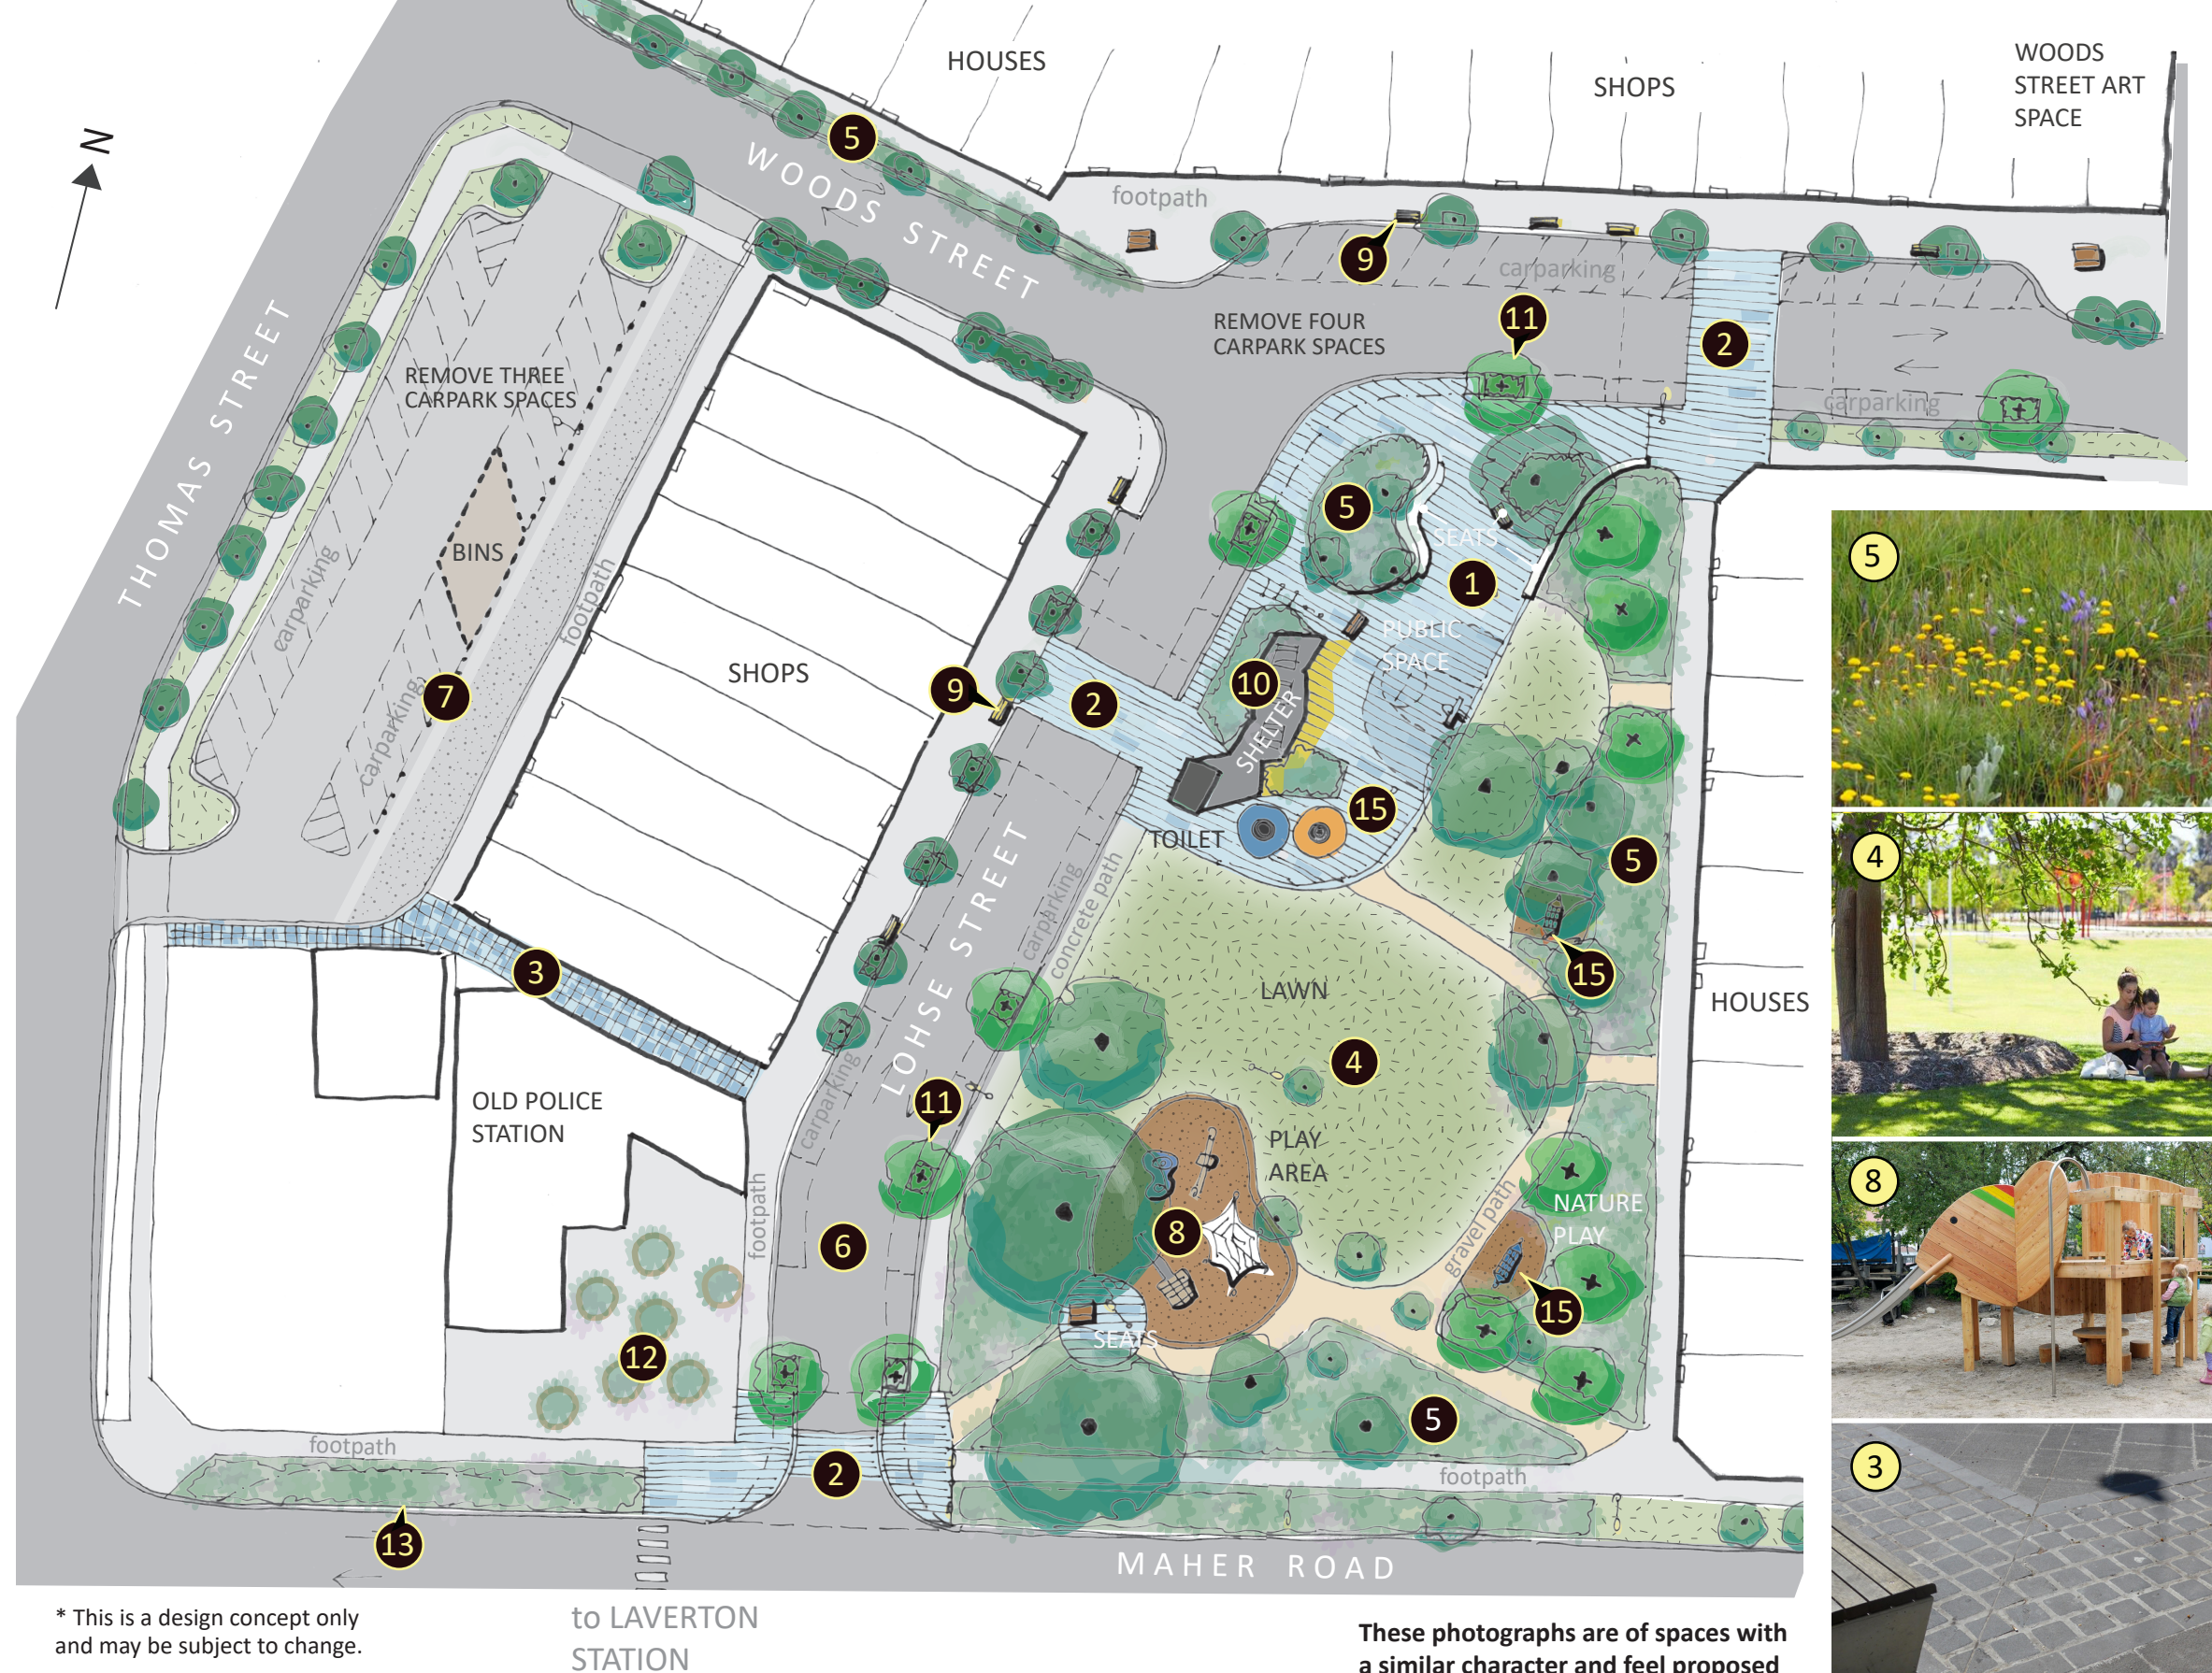 HOUSES
SHOPS
WOODS
STREET ART
SPACE
N
5
WOODS STREET
footpath
9
carparking
11
REMOVE FOUR
CARPARK SPACES
2
carparking
REMOVE THREE
CARPARK SPACES
THOMAS STREET
BINS
carparking
footpath
carparking
7
SHOPS
5
SEATS
1
PUBLIC
SPACE
10
SHELTER
9
2
15
TOILET
5
15
3
LOHSE STREET
carparking
concrete path
LAWN
4
HOUSES
OLD POLICE
STATION
carparking
11
PLAY
AREA
8
NATURE
PLAY
gravel path
15
footpath
6
SEATS
12
5
footpath
2
footpath
13
MAHER ROAD
5
4
8
3
* This is a design concept only
and may be subject to change.
to LAVERTON
STATION
These photographs are of spaces with
a similar character and feel proposed